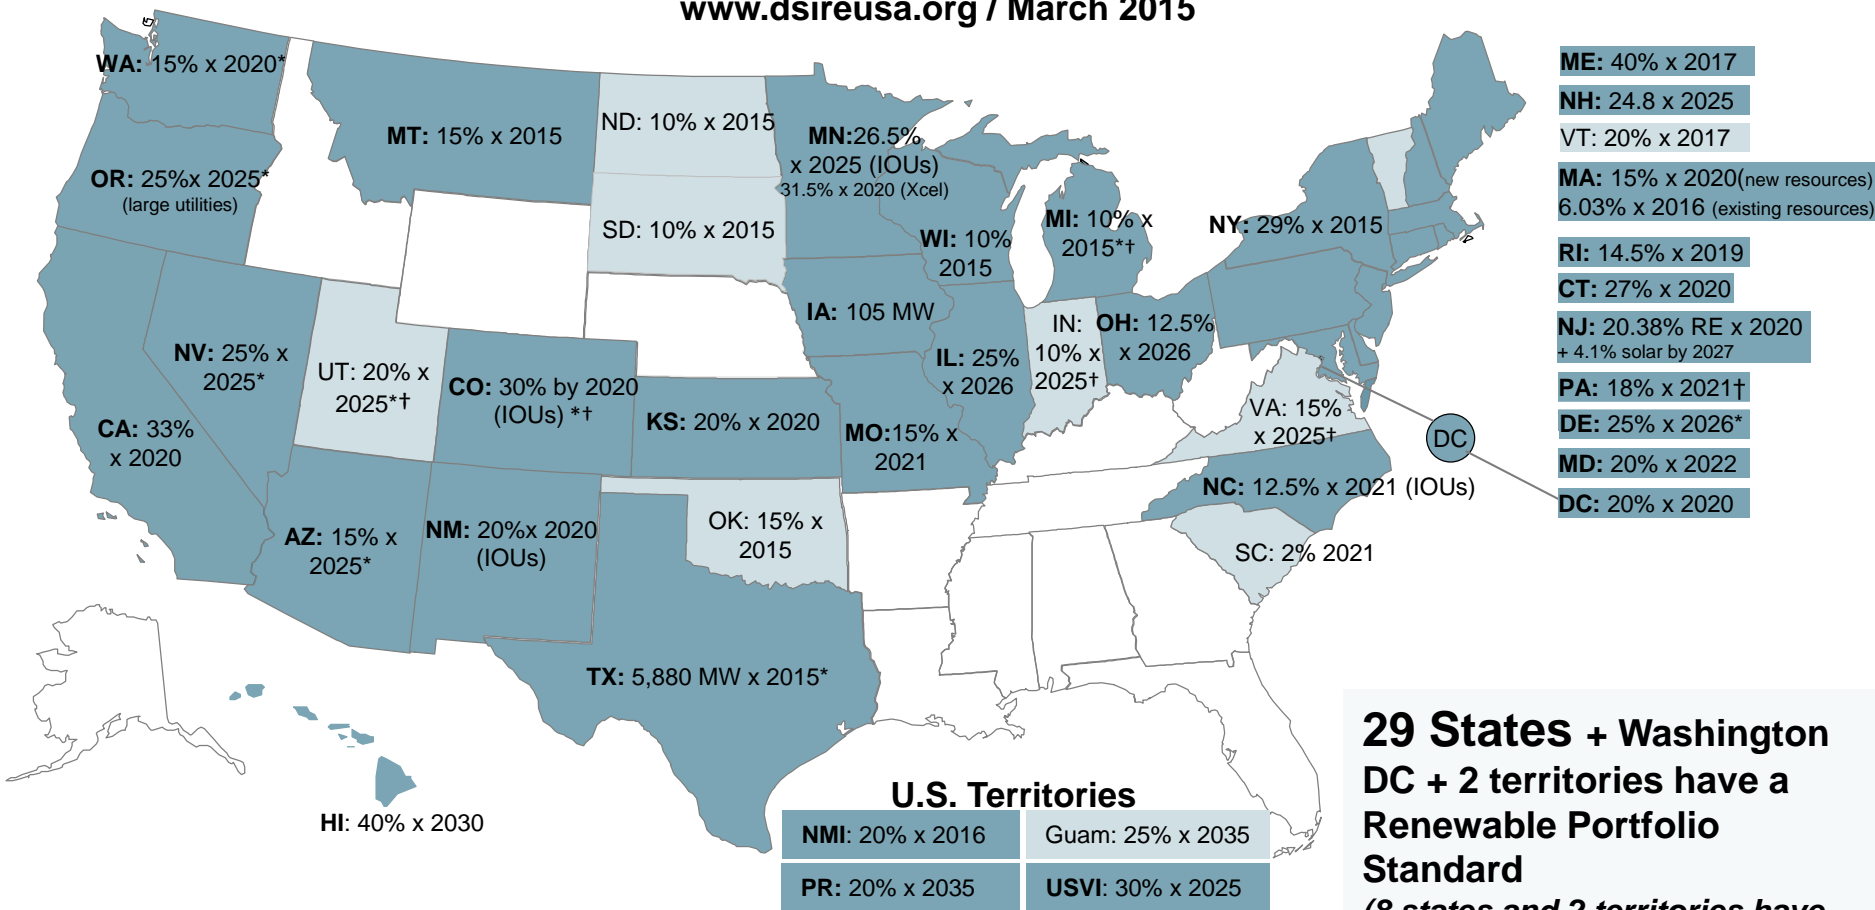 www.dsireusa.org / March 2015
WA: 15% x 2020*
OR: 25%x 2025*
(large utilities)
CA: 33%
x 2020
NV: 25% x
2025*
UT: 20% x
2025*†
AZ: 15% x
2025*
MT: 15% x 2015
CO: 30% by 2020
(IOUs) *†
NM: 20%x 2020
(IOUs)
ND: 10% x 2015
SD: 10% x 2015
KS: 20% x 2020
OK: 15% x
2015
TX: 5,880 MW x 2015*
MN:26.5%
x 2025 (IOUs)
31.5% x 2020 (Xcel)
IA: 105 MW
MO:15% x
2021
WI: 10%
2015
IL: 25%
x 2026
MI: 10% x
2015*†
IN:
10% x
2025†
OH: 12.5%
x 2026
NY: 29% x 2015
VA: 15%
x 2025†
NC: 12.5% x 2021 (IOUs)
SC: 2% 2021
DC
HI: 40% x 2030
ME: 40% x 2017
NH: 24.8 x 2025
VT: 20% x 2017
MA: 15% x 2020(new resources)
6.03% x 2016 (existing resources)
RI: 14.5% x 2019
CT: 27% x 2020
NJ: 20.38% RE x 2020
+ 4.1% solar by 2027
PA: 18% x 2021†
DE: 25% x 2026*
MD: 20% x 2022
DC: 20% x 2020
U.S. Territories
NMI: 20% x 2016
Guam: 25% x 2035
PR: 20% x 2035
USVI: 30% x 2025
29 States + Washington
DC + 2 territories have a
Renewable Portfolio
Standard
(8 states and 2 territories have